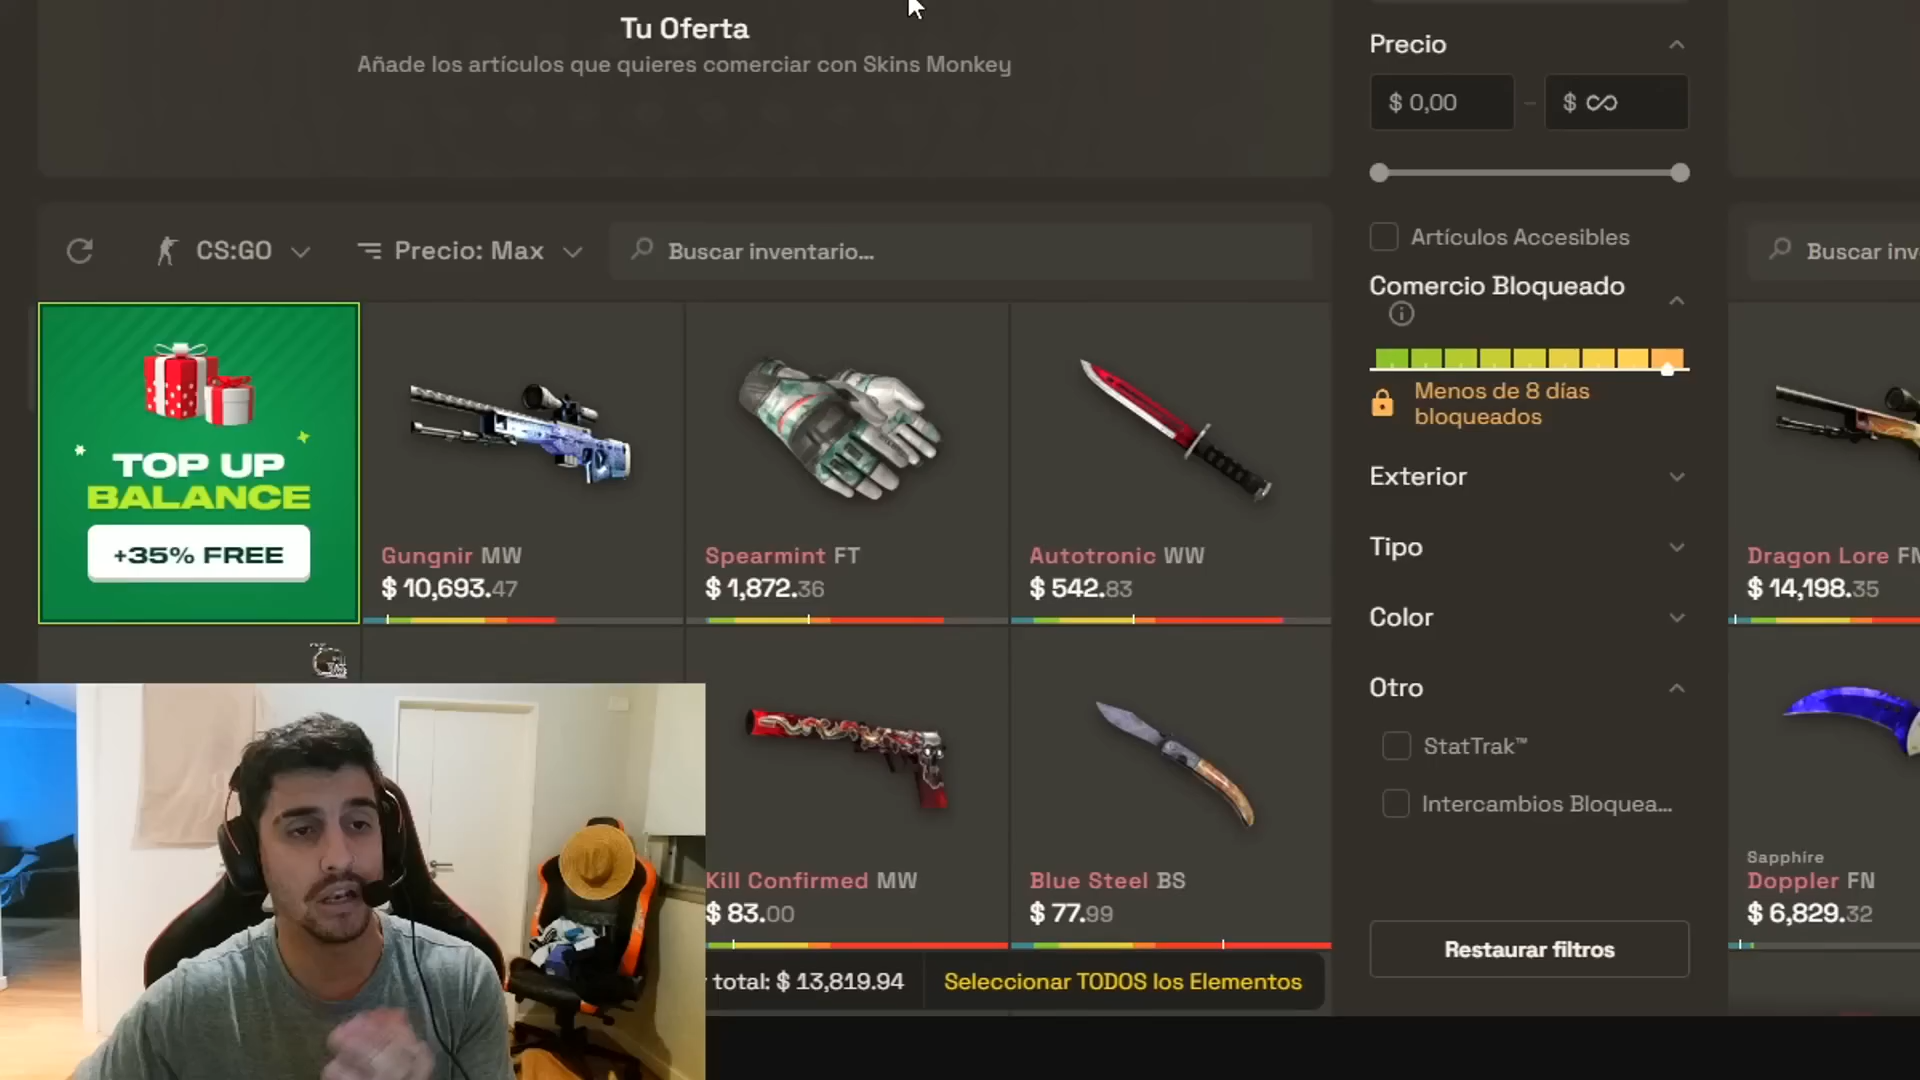 Tu Oferta
Añade los artículos que quieres comerciar con Skins Monkey
CS:GO
Precio: Max
Buscar inventario...
TOP UP
BALANCE
+35% FREE
Gungnir MW
$ 10,693.47
Spearmint FT
$ 1,872.36
Autotronic WW
$ 542.83
Kill Confirmed MW
$ 83.00
Blue Steel BS
$ 77.99
total: $ 13,819.94
Seleccionar TODOS los Elementos
Precio
$ 0,00
–
$ ∞
Artículos Accesibles
Comercio Bloqueado
Menos de 8 días
bloqueados
Exterior
Tipo
Color
Otro
StatTrak™
Intercambios Bloquea...
Restaurar filtros
Buscar
Dragon Lore
$ 14,198.35
Sapphire
Doppler FN
$ 6,829.32